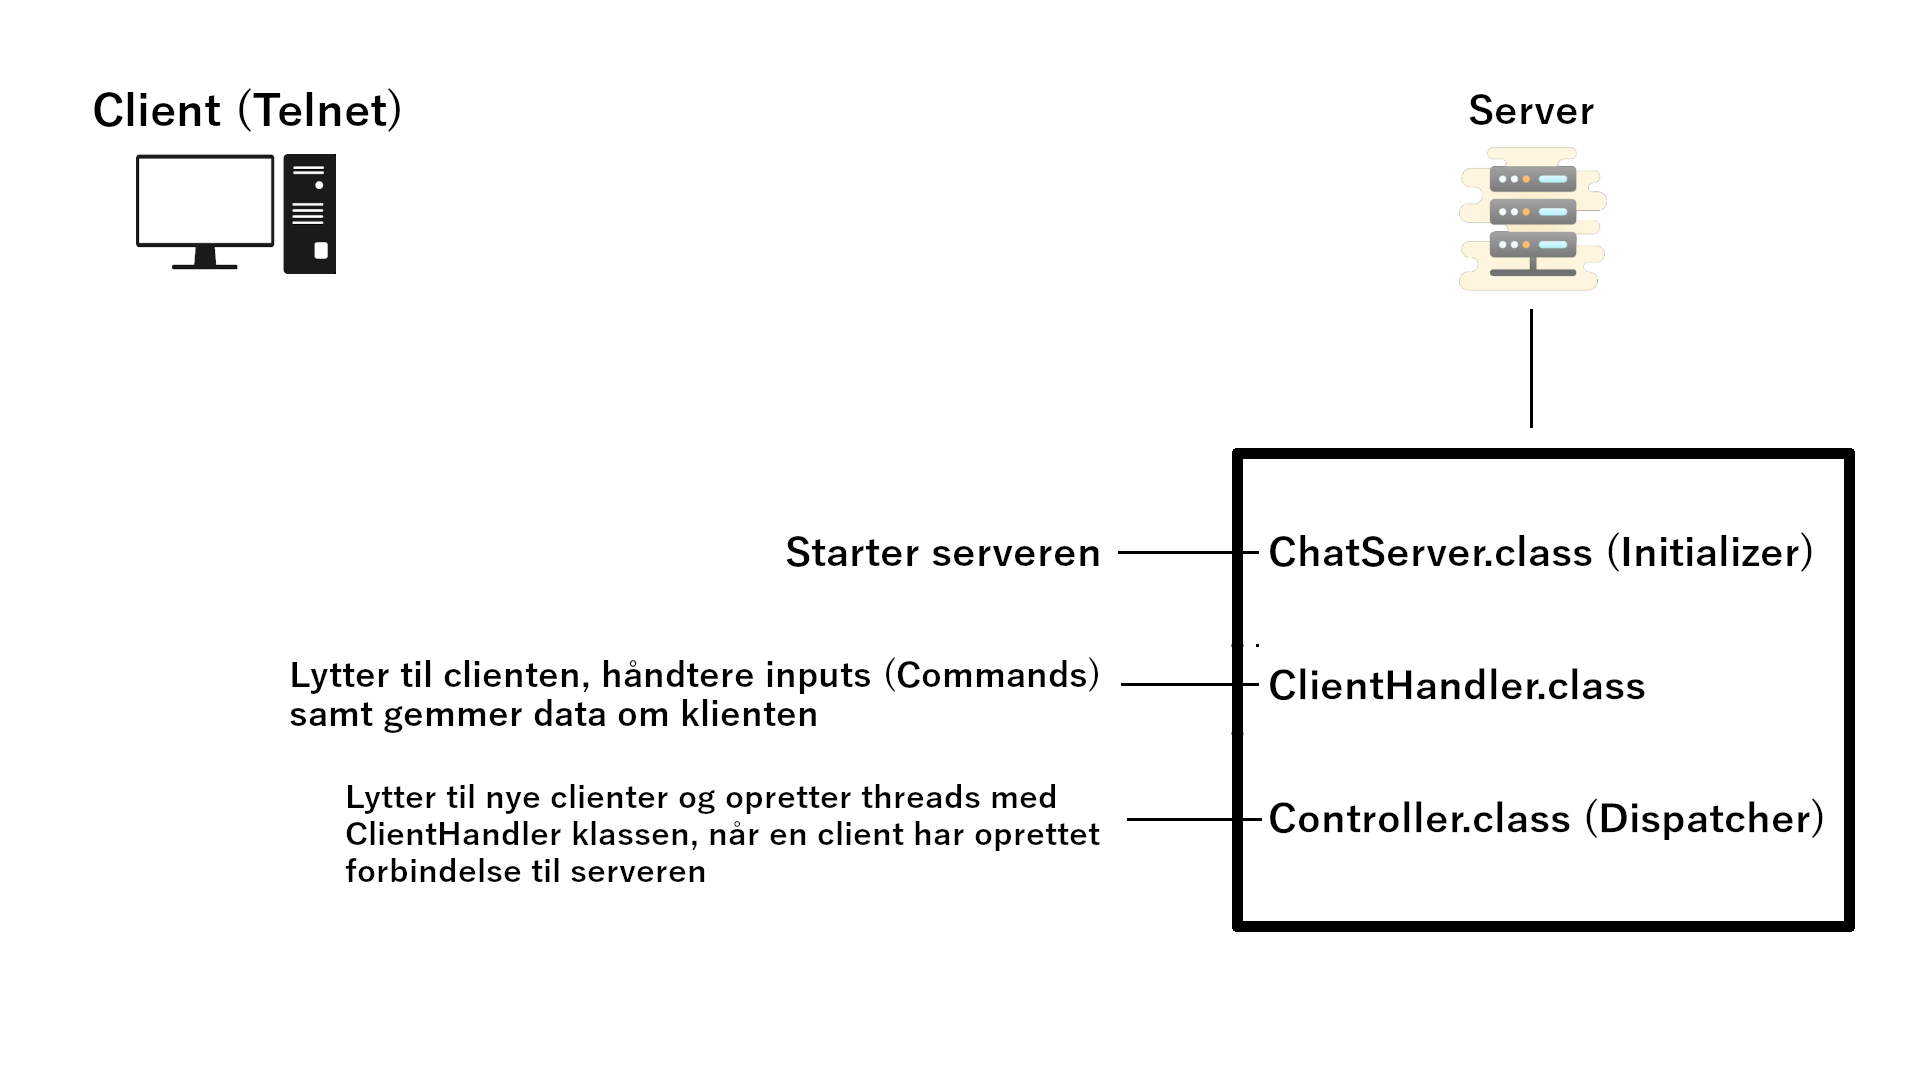 Client (Telnet)
Server
Starter serveren
ChatServer.class (Initializer)
Lytter til clienten, håndtere inputs (Commands)
samt gemmer data om klienten
ClientHandler.class
Lytter til nye clienter og opretter threads med
ClientHandler klassen, når en client har oprettet
forbindelse til serveren
Controller.class (Dispatcher)